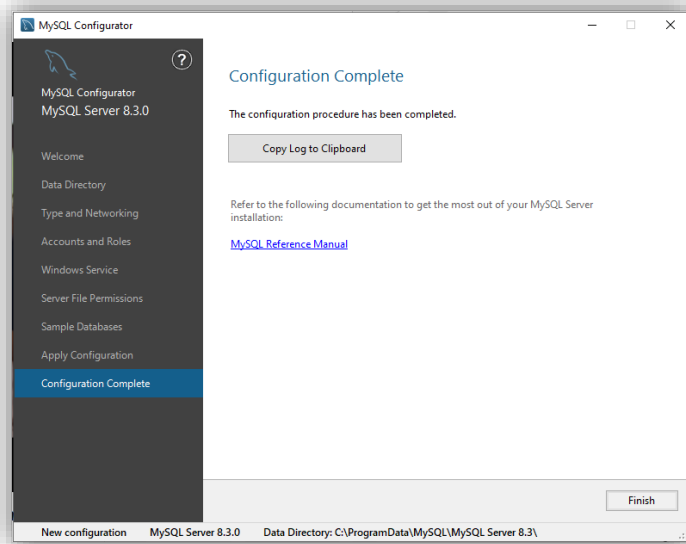 MySQL Configurator
?
MySQL Configurator
MySQL Server 8.3.0
Welcome
Data Directory
Type and Networking
Accounts and Roles
Windows Service
Server File Permissions
Sample Databases
Apply Configuration
Configuration Complete
Configuration Complete
The configuration procedure has been completed.
Copy Log to Clipboard
Refer to the following documentation to get the most out of your MySQL Server
installation:
MySQL Reference Manual
Finish
New configuration MySQL Server 8.3.0 Data Directory: C:\ProgramData\MySQL\MySQL Server 8.3\